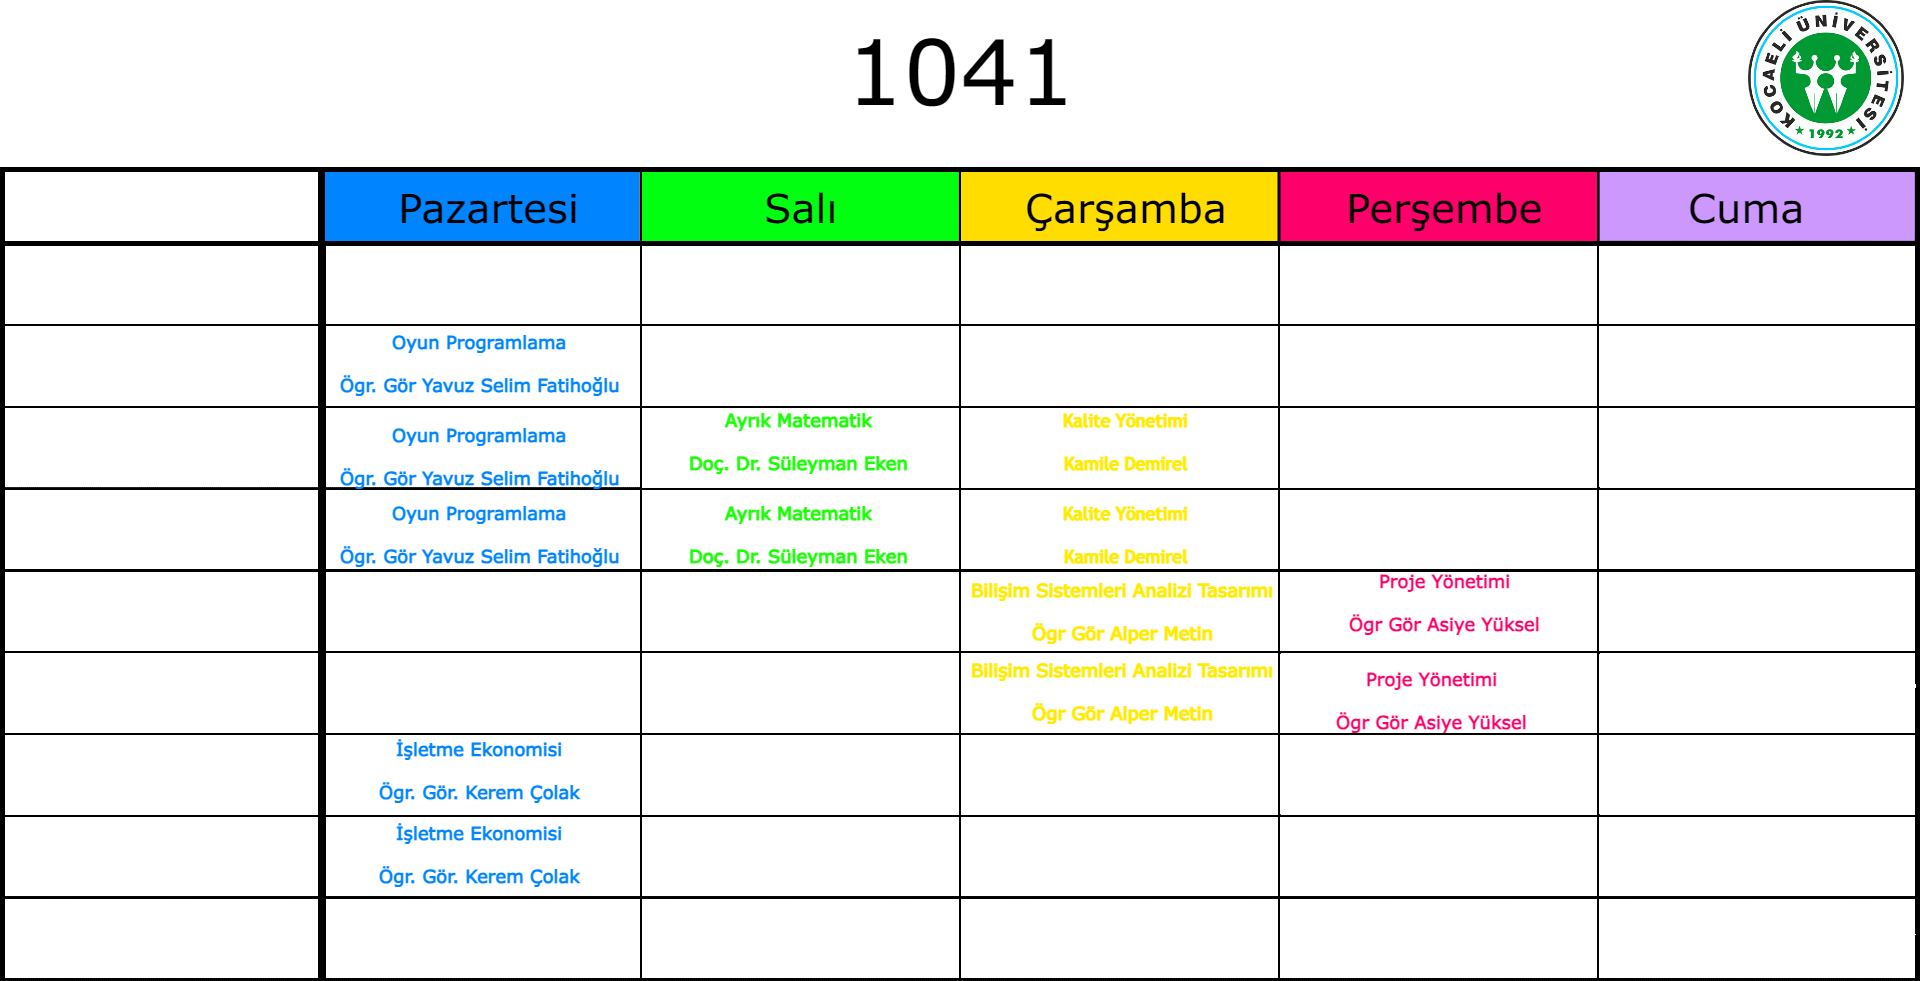 1041
KOCAELİ ÜNİVERSİTESİ
1992
Pazartesi Salı Çarşamba Perşembe Cuma
Oyun Programlama
Ögr. Gör Yavuz Selim Fatihoğlu
Oyun Programlama Ayrık Matematik Kalite Yönetimi
Ögr. Gör Yavuz Selim Fatihoğlu Doç. Dr. Süleyman Eken Kamile Demirel
Oyun Programlama Ayrık Matematik Kalite Yönetimi
Ögr. Gör Yavuz Selim Fatihoğlu Doç. Dr. Süleyman Eken Kamile Demirel
Bilişim Sistemleri Analizi Tasarımı Proje Yönetimi
Ögr Gör Alper Metin Ögr Gör Asiye Yüksel
Bilişim Sistemleri Analizi Tasarımı Proje Yönetimi
Ögr Gör Alper Metin Ögr Gör Asiye Yüksel
İşletme Ekonomisi
Ögr. Gör. Kerem Çolak
İşletme Ekonomisi
Ögr. Gör. Kerem Çolak